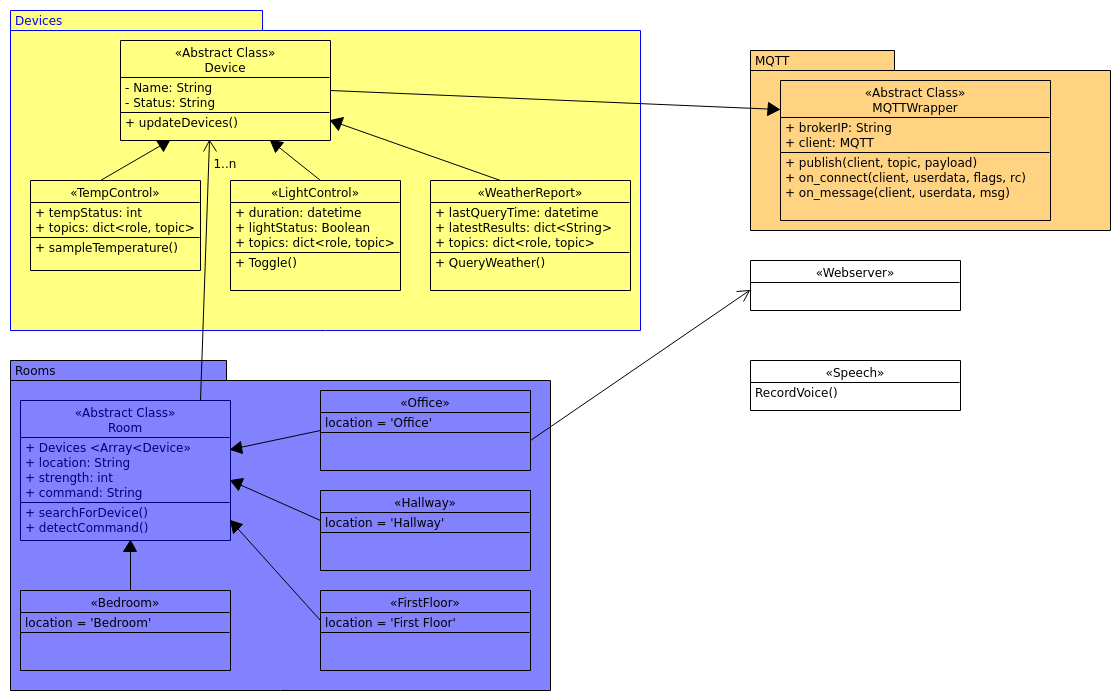 Devices
«Abstract Class»
Device
- Name: String
- Status: String
+ updateDevices()
1..n
«TempControl»
+ tempStatus: int
+ topics: dict<role, topic>
+ sampleTemperature()
«LightControl»
+ duration: datetime
+ lightStatus: Boolean
+ topics: dict<role, topic>
+ Toggle()
«WeatherReport»
+ lastQueryTime: datetime
+ latestResults: dict<String>
+ topics: dict<role, topic>
+ QueryWeather()
MQTT
«Abstract Class»
MQTTWrapper
+ brokerIP: String
+ client: MQTT
+ publish(client, topic, payload)
+ on_connect(client, userdata, flags, rc)
+ on_message(client, userdata, msg)
«Webserver»
«Speech»
RecordVoice()
Rooms
«Abstract Class»
Room
+ Devices <Array<Device»
+ location: String
+ strength: int
+ command: String
+ searchForDevice()
+ detectCommand()
«Office»
location = 'Office'
«Hallway»
location = 'Hallway'
«Bedroom»
location = 'Bedroom'
«FirstFloor»
location = 'First Floor'